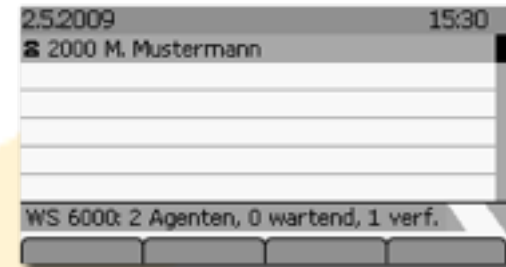 2.5.2009 15:30
2000 M. Mustermann
WS 6000: 2 Agenten, 0 wartend, 1 verf.